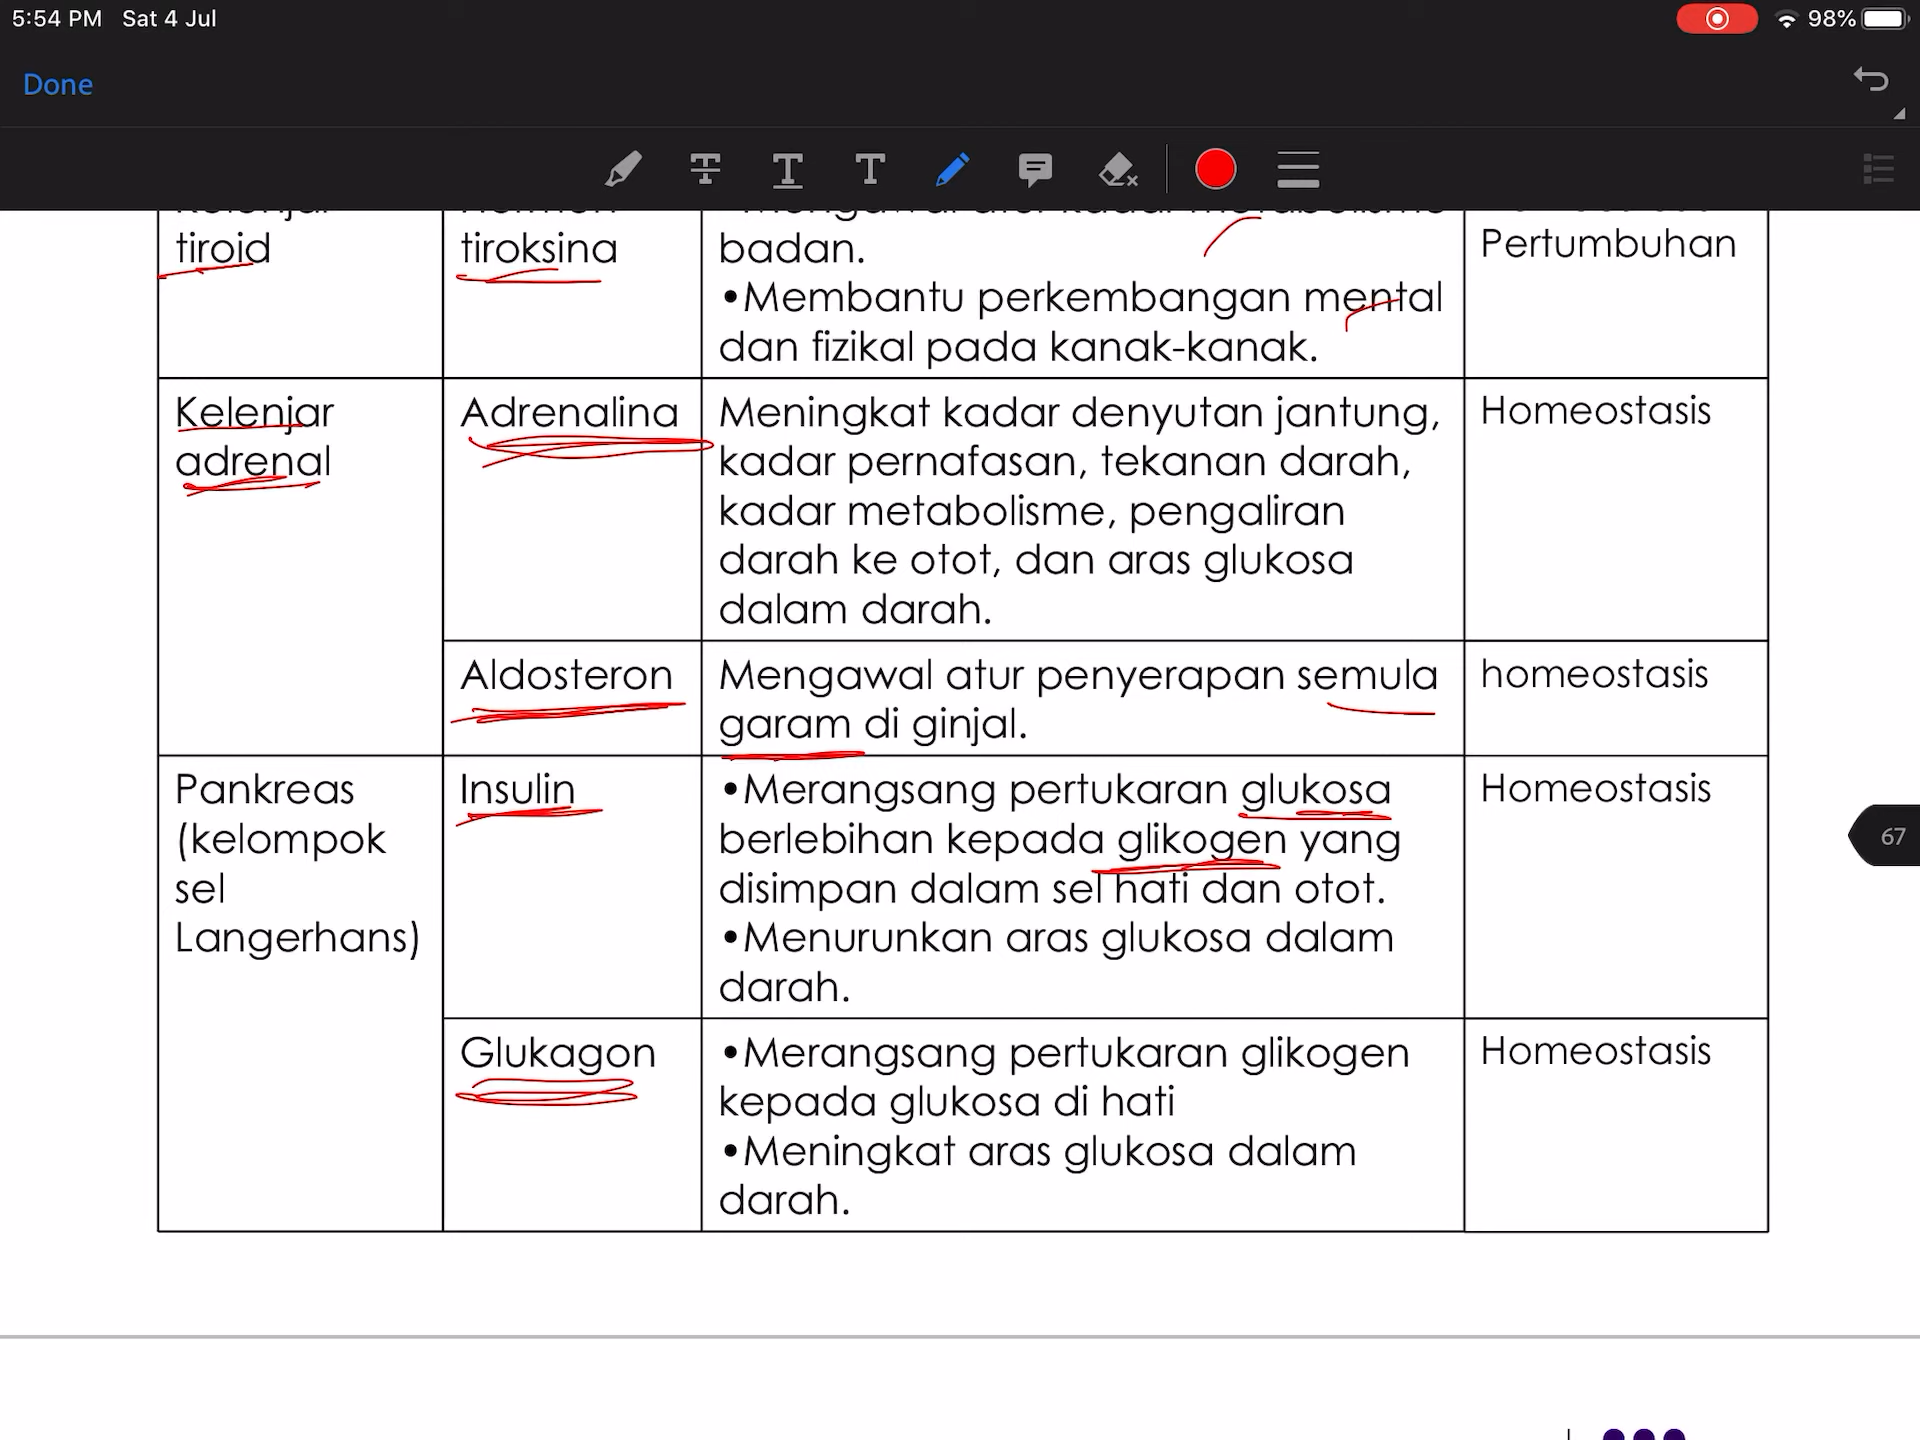 5:54 PM Sat 4 Jul
98%
Done
tiroid
tiroksina
badan.
•Membantu perkembangan mental
dan fizikal pada kanak-kanak.
Pertumbuhan
Kelenjar
adrenal
Adrenalina
Meningkat kadar denyutan jantung,
kadar pernafasan, tekanan darah,
kadar metabolisme, pengaliran
darah ke otot, dan aras glukosa
dalam darah.
Homeostasis
Aldosteron
Mengawal atur penyerapan semula
garam di ginjal.
homeostasis
Pankreas
(kelompok
sel
Langerhans)
Insulin
•Merangsang pertukaran glukosa
berlebihan kepada glikogen yang
disimpan dalam sel hati dan otot.
•Menurunkan aras glukosa dalam
darah.
Homeostasis
Glukagon
•Merangsang pertukaran glikogen
kepada glukosa di hati
•Meningkat aras glukosa dalam
darah.
Homeostasis
67